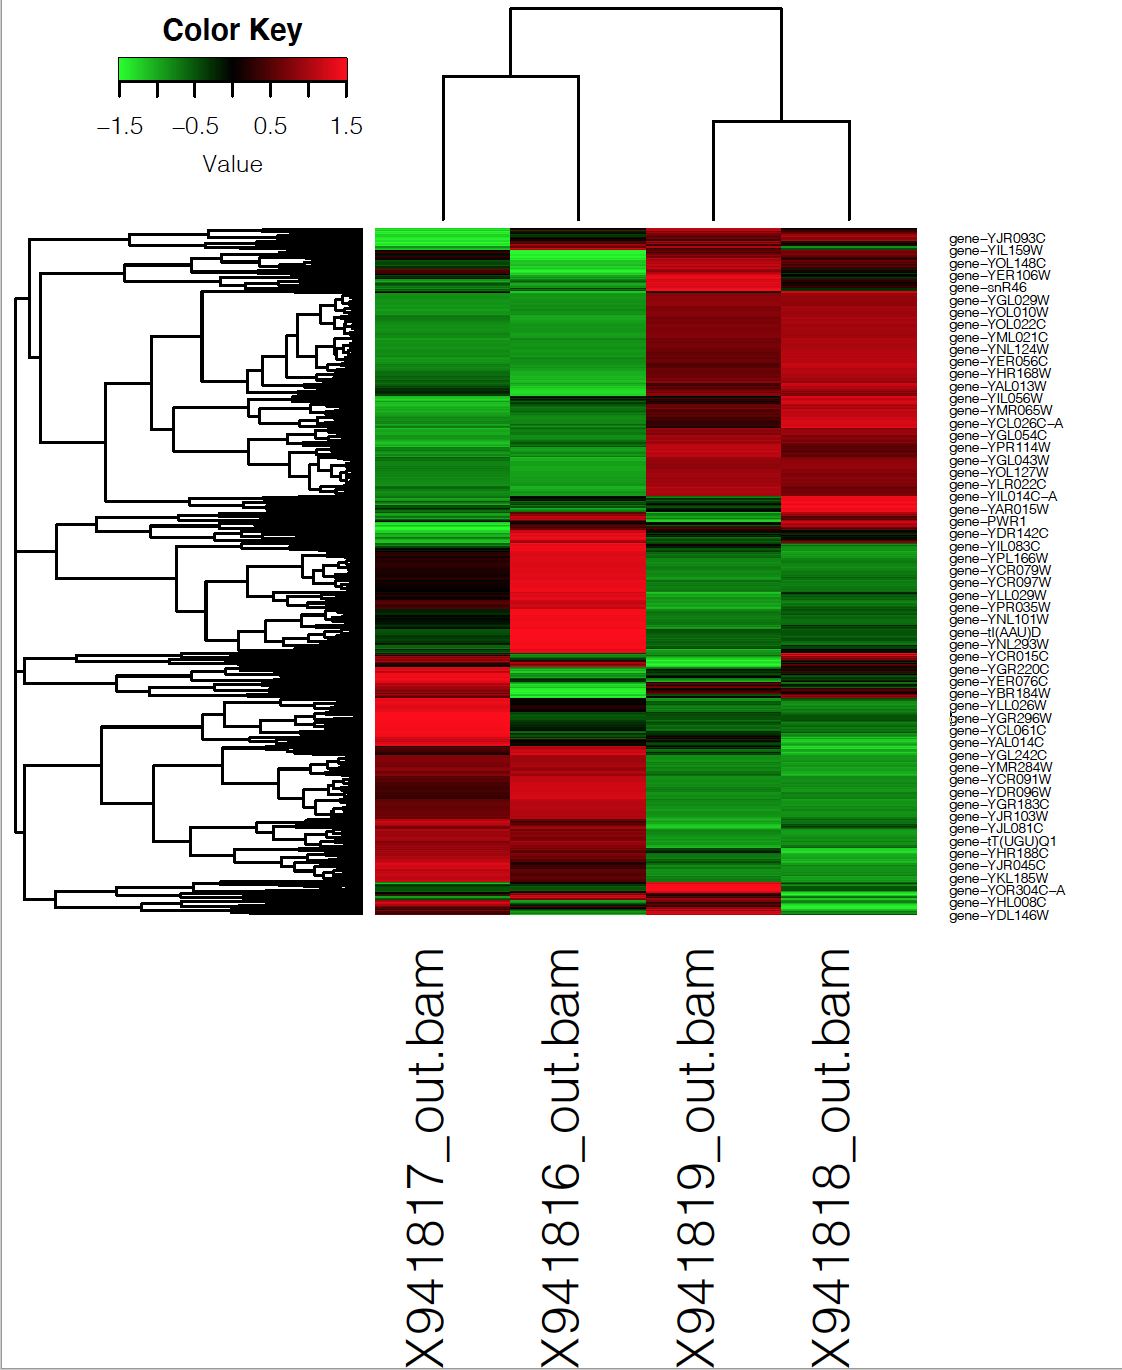 Color Key
−1.5 −0.5 0.5 1.5
Value
gene−YJR093C
gene−YIL159W
gene−YOL148C
gene−YER106W
gene−snR46
gene−YGL029W
gene−YOL010W
gene−YOL022C
gene−YML021C
gene−YNL124W
gene−YER056C
gene−YHR168W
gene−YAL013W
gene−YIL056W
gene−YMR065W
gene−YCL026C−A
gene−YGL054C
gene−YPR114W
gene−YGL043W
gene−YOL127W
gene−YLR022C
gene−YIL014C−A
gene−YAR015W
gene−PWR1
gene−YDR142C
gene−YIL083C
gene−YPL166W
gene−YCR079W
gene−YCR097W
gene−YLL029W
gene−YPR035W
gene−YNL101W
gene−tI(AAU)D
gene−YNL293W
gene−YCR015C
gene−YGR220C
gene−YER076C
gene−YBR184W
gene−YLL026W
gene−YGR296W
gene−YCL061C
gene−YAL014C
gene−YGL242C
gene−YMR284W
gene−YCR091W
gene−YDR096W
gene−YGR183C
gene−YJR103W
gene−YJL081C
gene−tT(UGU)Q1
gene−YHR188C
gene−YJR045C
gene−YKL185W
gene−YOR304C−A
gene−YHL008C
gene−YDL146W
X941817_out.bam
X941816_out.bam
X941819_out.bam
X941818_out.bam